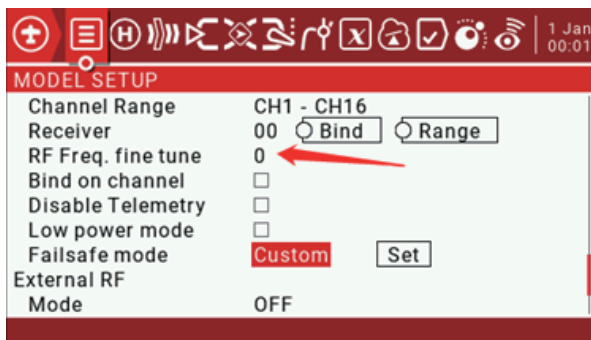 1 Jan
00:01
MODEL SETUP
Channel Range CH1 - CH16
Receiver 00 Bind Range
RF Freq. fine tune 0
Bind on channel
Disable Telemetry
Low power mode
Failsafe mode Custom Set
External RF
Mode OFF